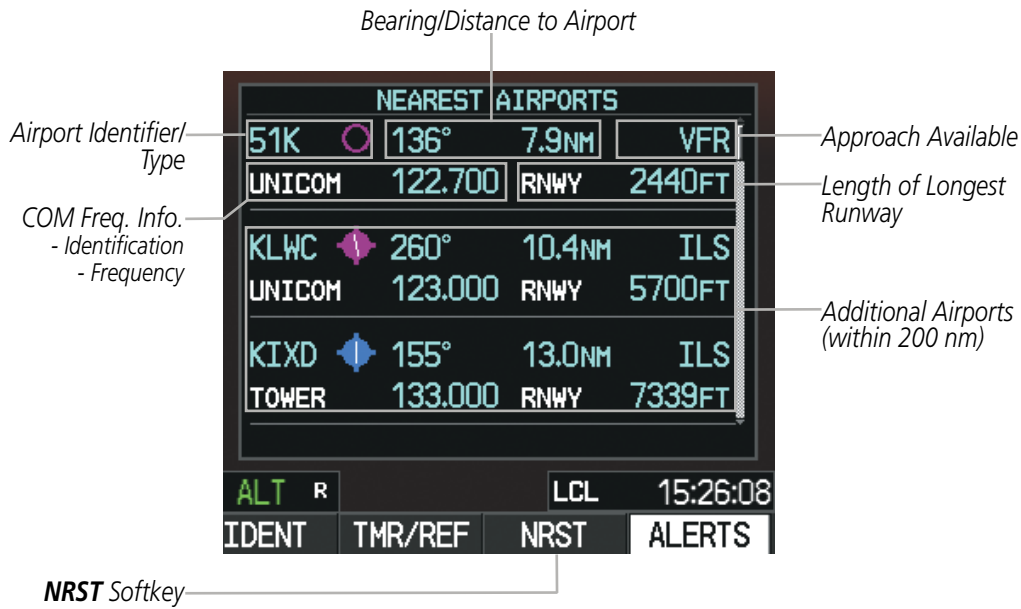 Bearing/Distance to Airport
NEAREST AIRPORTS
Airport Identifier/
Type
51K 136° 7.9NM VFR
Approach Available
UNICOM 122.700 RNWY 2440FT
Length of Longest
Runway
COM Freq. Info.
- Identification
- Frequency
KLWC 260° 10.4NM ILS
UNICOM 123.000 RNWY 5700FT
Additional Airports
(within 200 nm)
KIXD 155° 13.0NM ILS
TOWER 133.000 RNWY 7339FT
ALT R LCL 15:26:08
IDENT TMR/REF NRST ALERTS
NRST Softkey